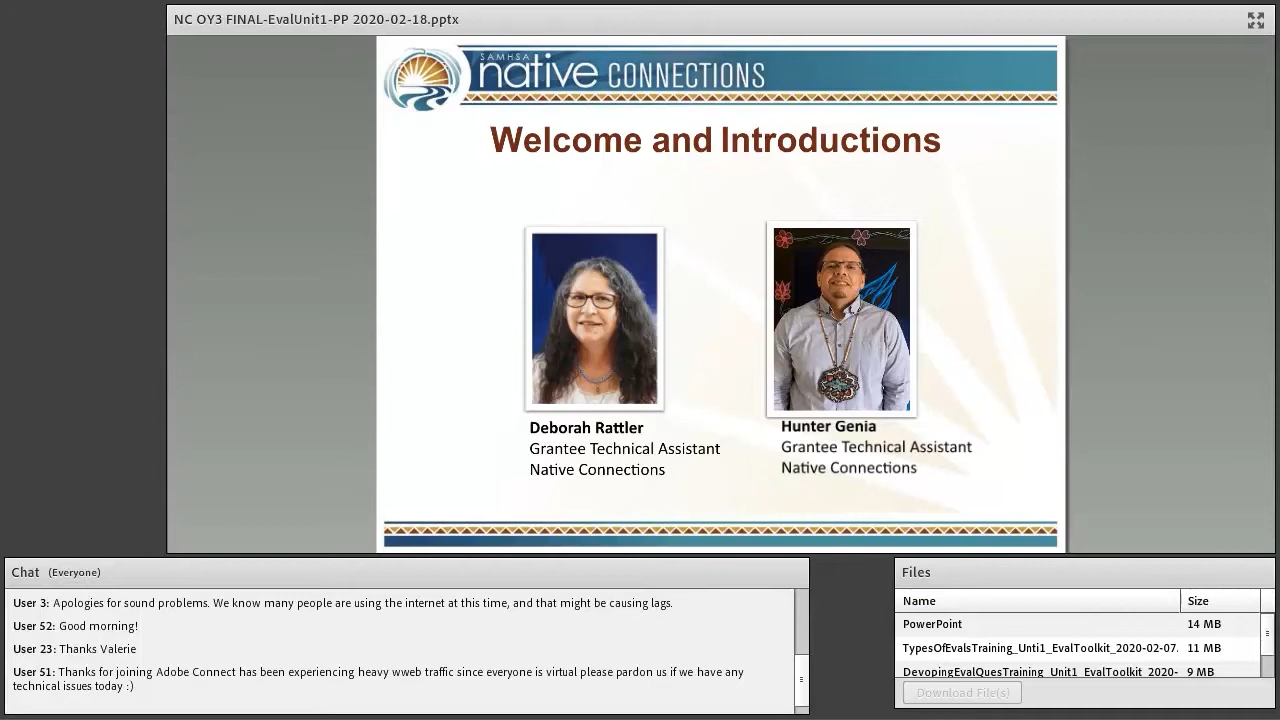 NC OY3 FINAL-EvalUnit1-PP 2020-02-18.pptx
SAMHSA
native CONNECTIONS
Welcome and Introductions
Deborah Rattler
Grantee Technical Assistant
Native Connections
Hunter Genia
Grantee Technical Assistant
Native Connections
Chat (Everyone)
User 3: Apologies for sound problems. We know many people are using the internet at this time, and that might be causing lags.
User 52: Good morning!
User 23: Thanks Valerie
User 51: Thanks for joining Adobe Connect has been experiencing heavy wweb traffic since everyone is virtual please pardon us if we have any
technical issues today :)
Files
Name Size
PowerPoint 14 MB
TypesOfEvalsTraining_Unti1_EvalToolkit_2020-02-07. 11 MB
DevopingEvalQuesTraining_Unit1_EvalToolkit_2020- 9 MB
Download File(s)